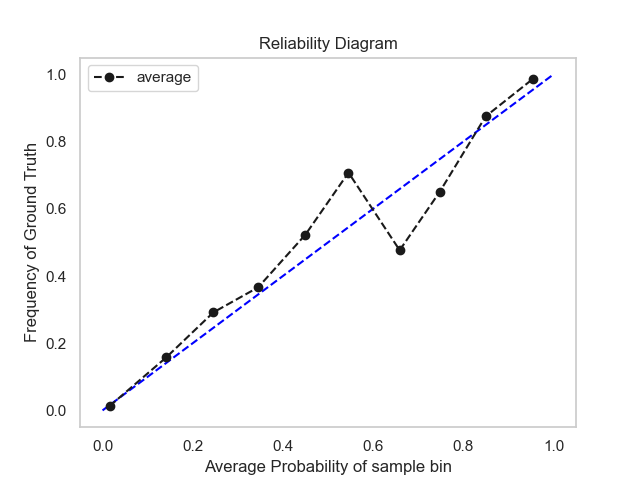 Reliability Diagram
average
Frequency of Ground Truth
1.0
0.8
0.6
0.4
0.2
0.0
0.0 0.2 0.4 0.6 0.8 1.0
Average Probability of sample bin